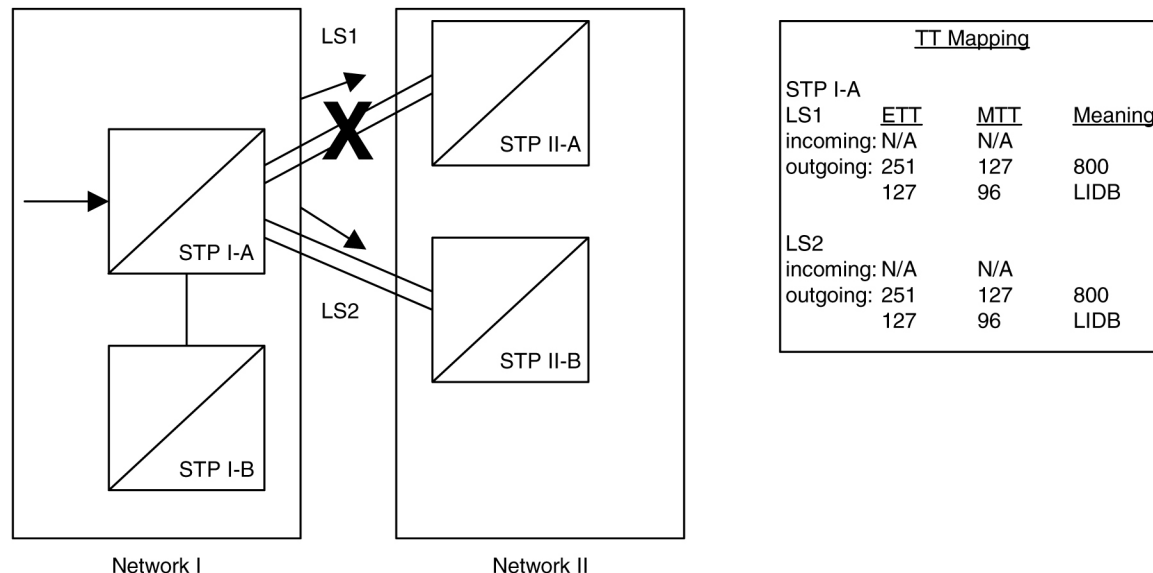 LS1
STP II-A
STP I-A
LS2
STP II-B
STP I-B
Network I
Network II
TT Mapping
STP I-A
LS1 ETT MTT Meaning
incoming: N/A N/A
outgoing: 251 127 800
127 96 LIDB
LS2
incoming: N/A N/A
outgoing: 251 127 800
127 96 LIDB